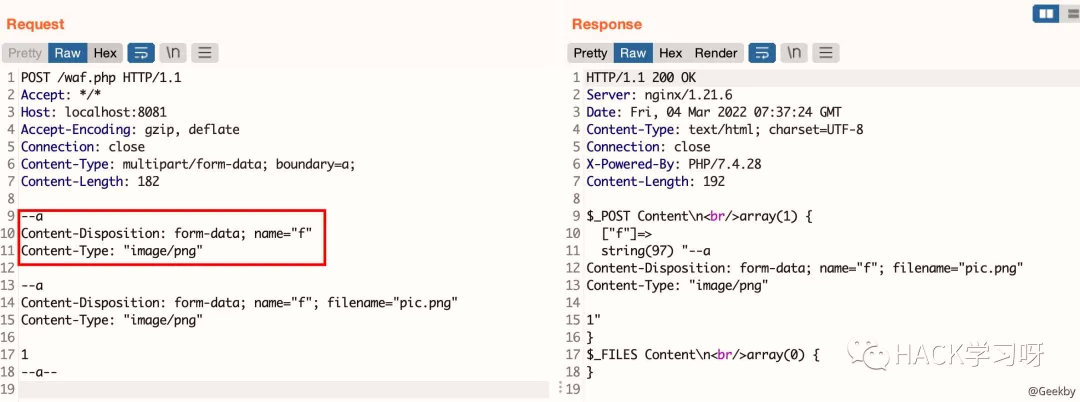 Request
Pretty Raw Hex \n
1 POST /waf.php HTTP/1.1
2 Accept: */*
3 Host: localhost:8081
4 Accept-Encoding: gzip, deflate
5 Connection: close
6 Content-Type: multipart/form-data; boundary=a;
7 Content-Length: 182
8
9 --a
10 Content-Disposition: form-data; name="f"
11 Content-Type: "image/png"
12
13 --a
14 Content-Disposition: form-data; name="f"; filename="pic.png"
15 Content-Type: "image/png"
16
17 1
18 --a--
19
Response
Pretty Raw Hex Render \n
1 HTTP/1.1 200 OK
2 Server: nginx/1.21.6
3 Date: Fri, 04 Mar 2022 07:37:24 GMT
4 Content-Type: text/html; charset=UTF-8
5 Connection: close
6 X-Powered-By: PHP/7.4.28
7 Content-Length: 192
8
9 $_POST Content\n<br/>array(1) {
10 ["f"]=>
11 string(97) "--a
12 Content-Disposition: form-data; name="f"; filename="pic.png"
13 Content-Type: "image/png"
14
15 1"
16 }
17 $_FILES Content\n<br/>array(0) {
18 }
19
HACK学习呀
@Geekby